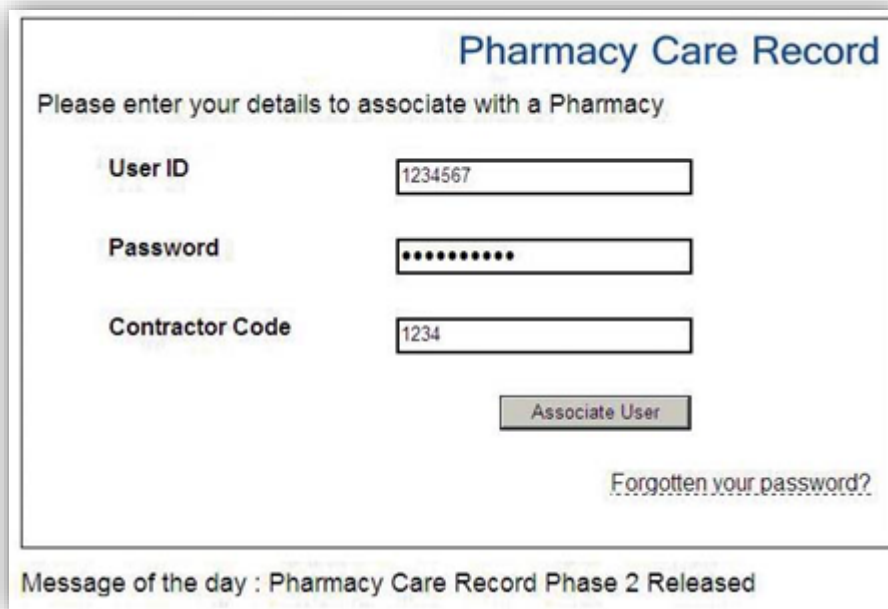 Pharmacy Care Record
Please enter your details to associate with a Pharmacy
User ID
1234567
Password
••••••••••
Contractor Code
1234
Associate User
Forgotten your password?
Message of the day : Pharmacy Care Record Phase 2 Released